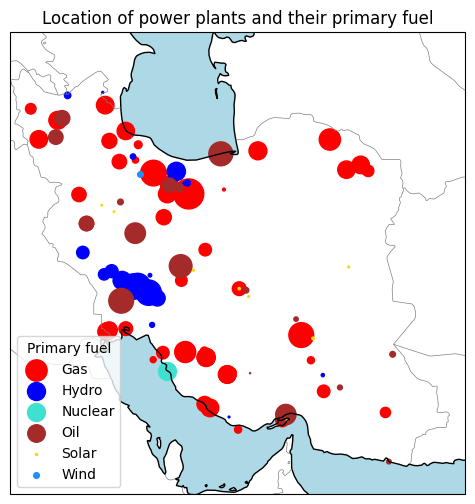 Location of power plants and their primary fuel
Primary fuel
Gas
Hydro
Nuclear
Oil
Solar
Wind